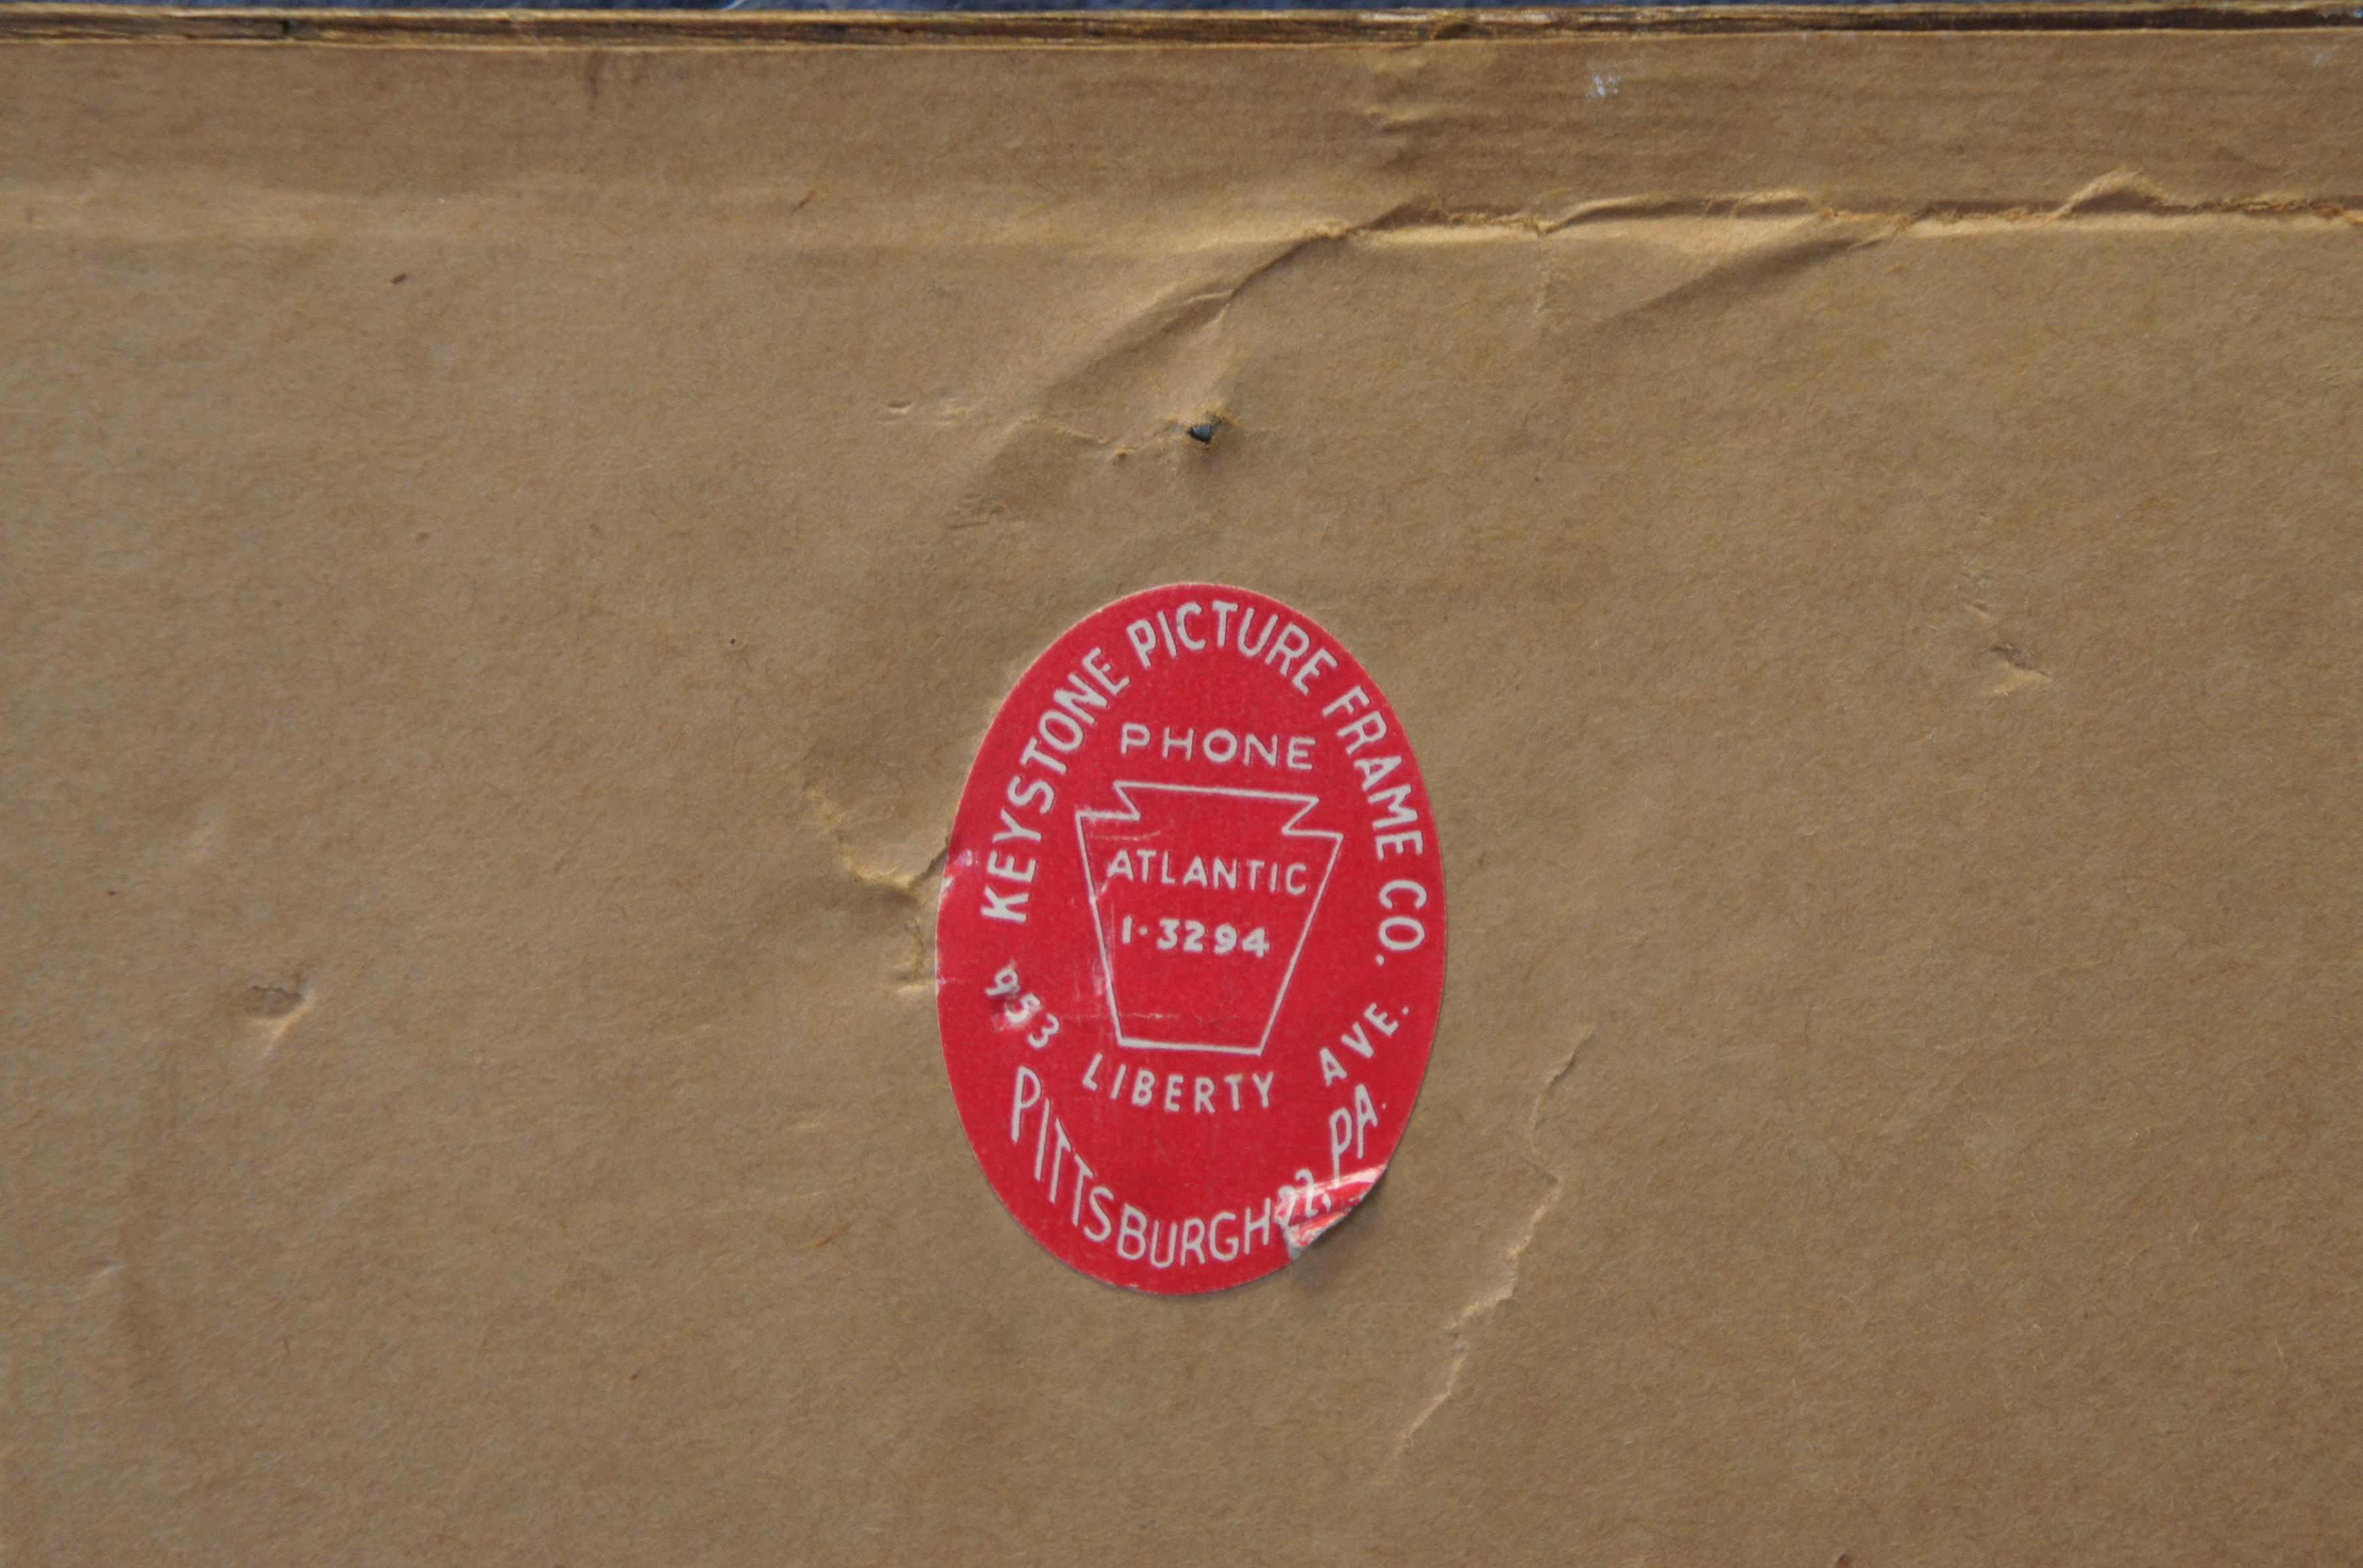 KEYSTONE PICTURE FRAME CO.
PHONE
ATLANTIC
1-3294
953 LIBERTY AVE.
PITTSBURGH 22, PA.